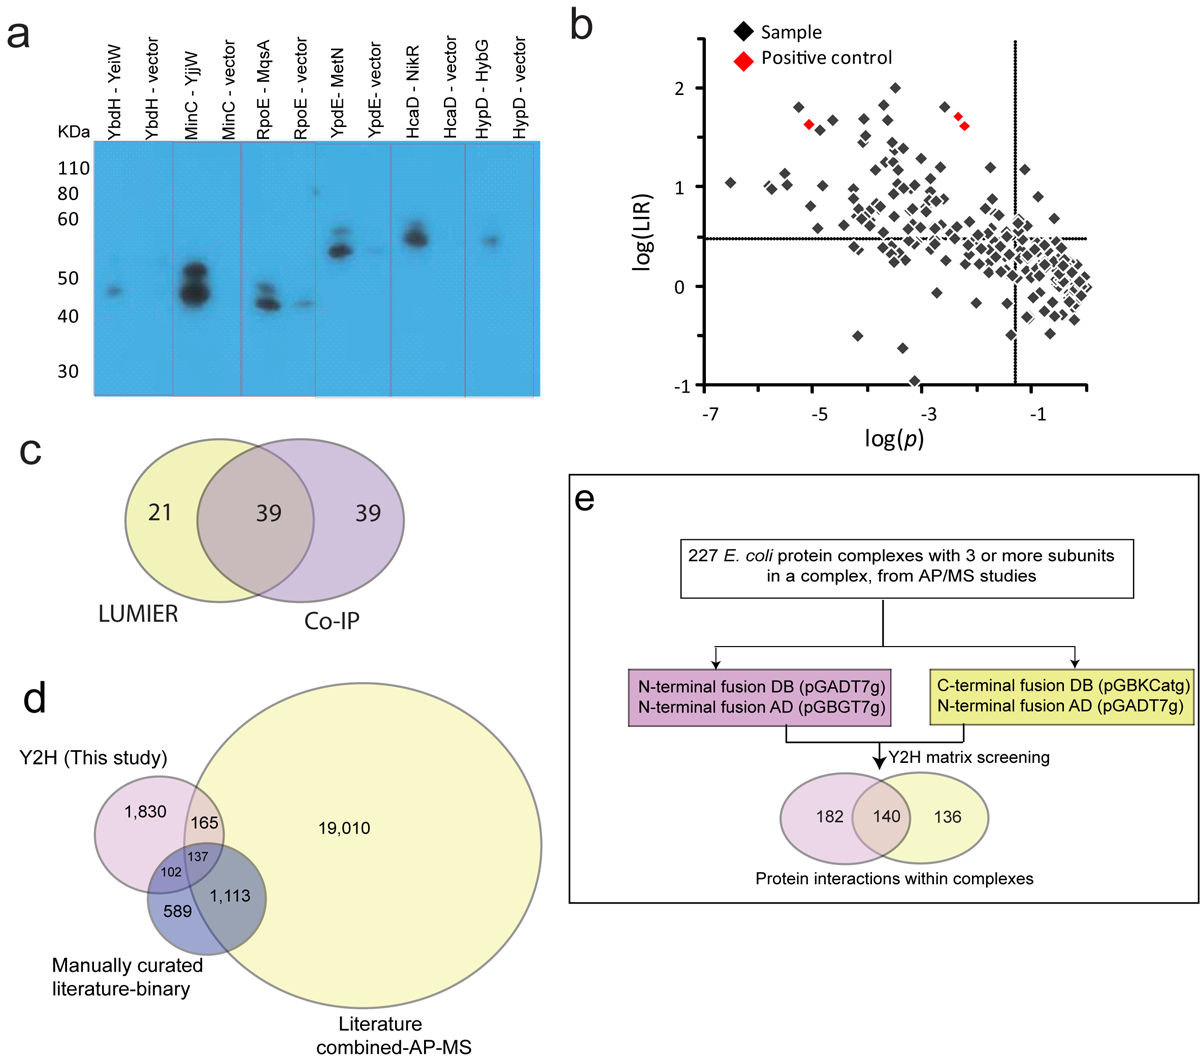 a
KDa
YbdH - YeiW
YbdH - vector
MinC - YjjW
MinC - vector
RpoE - MqsA
RpoE - vector
YpdE- MetN
YpdE- vector
HcaD - NikR
HcaD - vector
HypD - HybG
HypD - vector
110
80
60
50
40
30
b
Sample
Positive control
log(LIR)
2
1
0
-1
-7
-5
-3
-1
log(p)
c
21
39
39
LUMIER
Co-IP
d
Y2H (This study)
1,830
165
19,010
137
102
1,113
589
Manually curated
literature-binary
Literature
combined-AP-MS
e
227 E. coli protein complexes with 3 or more subunits
in a complex, from AP/MS studies
N-terminal fusion DB (pGADT7g)
N-terminal fusion AD (pGBGT7g)
C-terminal fusion DB (pGBKCatg)
N-terminal fusion AD (pGADT7g)
Y2H matrix screening
182
140
136
Protein interactions within complexes